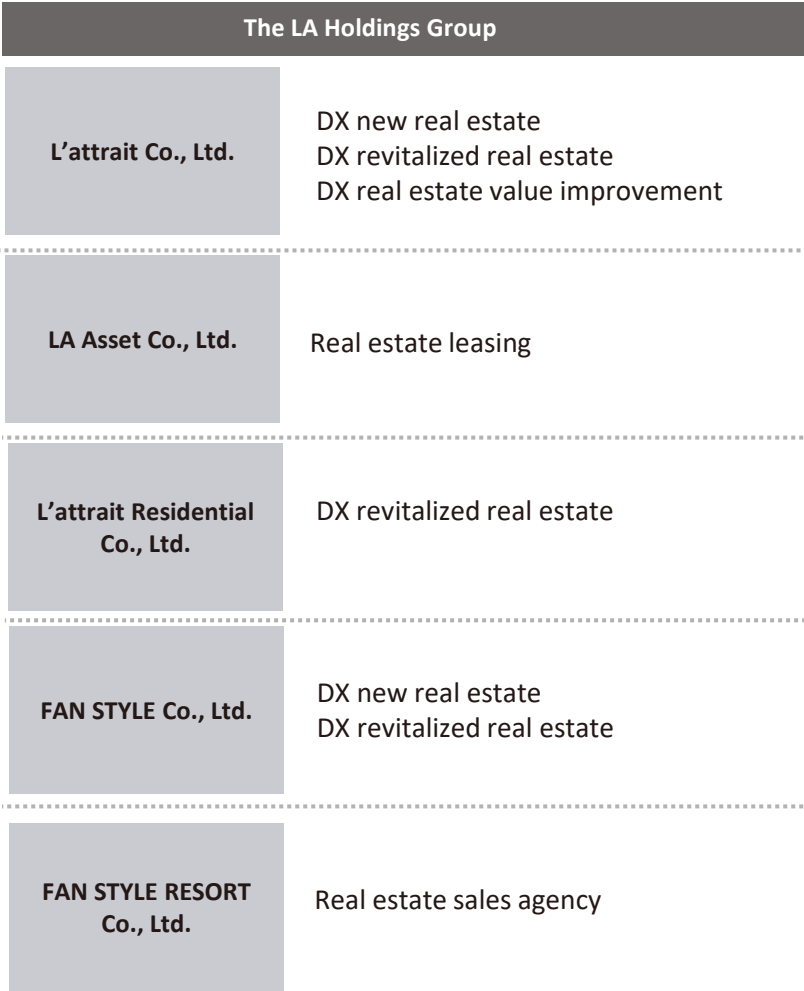 The LA Holdings Group
L’attrait Co., Ltd.
DX new real estate
DX revitalized real estate
DX real estate value improvement
LA Asset Co., Ltd.
Real estate leasing
L’attrait Residential
Co., Ltd.
DX revitalized real estate
FAN STYLE Co., Ltd.
DX new real estate
DX revitalized real estate
FAN STYLE RESORT
Co., Ltd.
Real estate sales agency